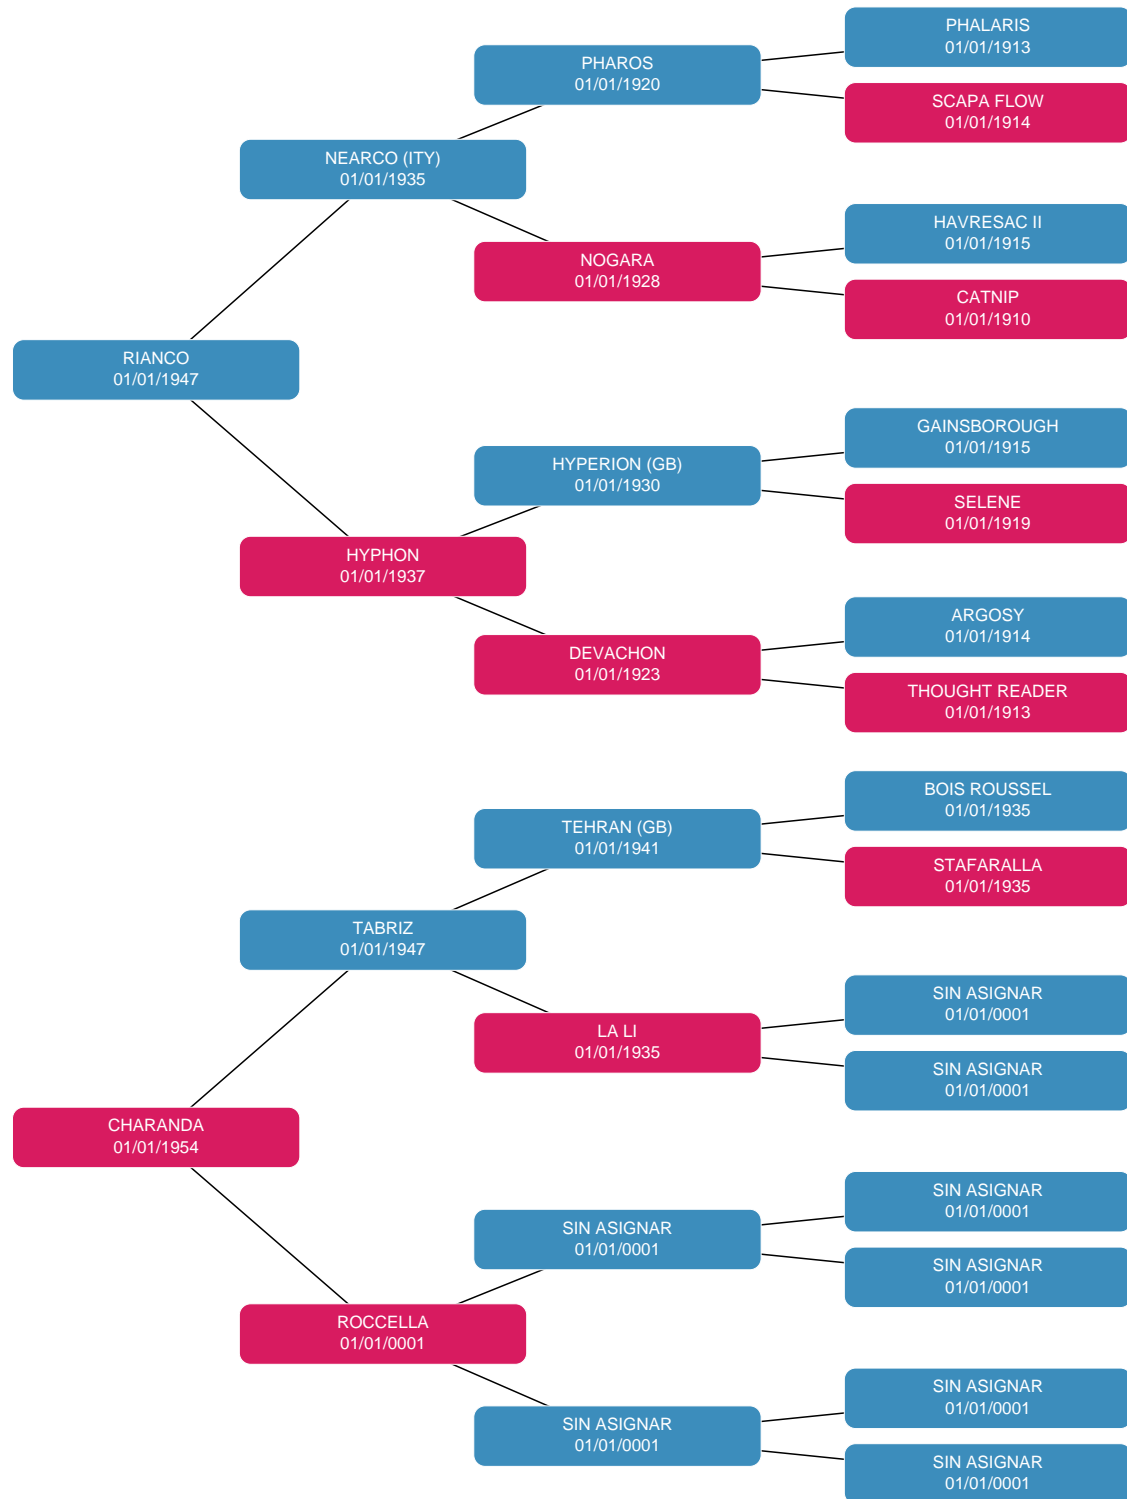 PHALARIS
01/01/1913
PHAROS
01/01/1920
SCAPA FLOW
01/01/1914
NEARCO (ITY)
01/01/1935
HAVRESAC II
01/01/1915
NOGARA
01/01/1928
CATNIP
01/01/1910
RIANCO
01/01/1947
GAINSBOROUGH
01/01/1915
HYPERION (GB)
01/01/1930
SELENE
01/01/1919
HYPHON
01/01/1937
ARGOSY
01/01/1914
DEVACHON
01/01/1923
THOUGHT READER
01/01/1913
BOIS ROUSSEL
01/01/1935
TEHRAN (GB)
01/01/1941
STAFARALLA
01/01/1935
TABRIZ
01/01/1947
SIN ASIGNAR
01/01/0001
LA LI
01/01/1935
SIN ASIGNAR
01/01/0001
CHARANDA
01/01/1954
SIN ASIGNAR
01/01/0001
SIN ASIGNAR
01/01/0001
SIN ASIGNAR
01/01/0001
ROCCELLA
01/01/0001
SIN ASIGNAR
01/01/0001
SIN ASIGNAR
01/01/0001
SIN ASIGNAR
01/01/0001